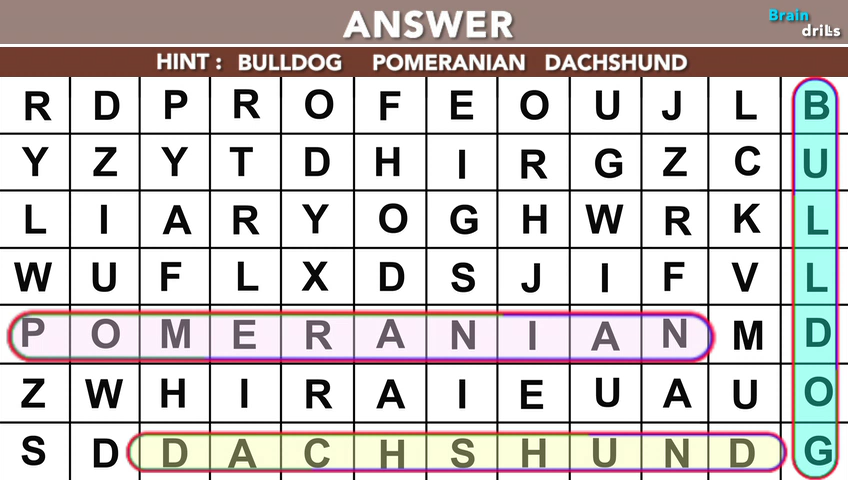 ANSWER
Brain
drills
HINT : BULLDOG POMERANIAN DACHSHUND
R D P R O F E O U J L B
Y Z Y T D H I R G Z C U
L I A R Y O G H W R K L
W U F L X D S J I F V L
P O M E R A N I A N M D
Z W H I R A I E U A U O
S D D A C H S H U N D G